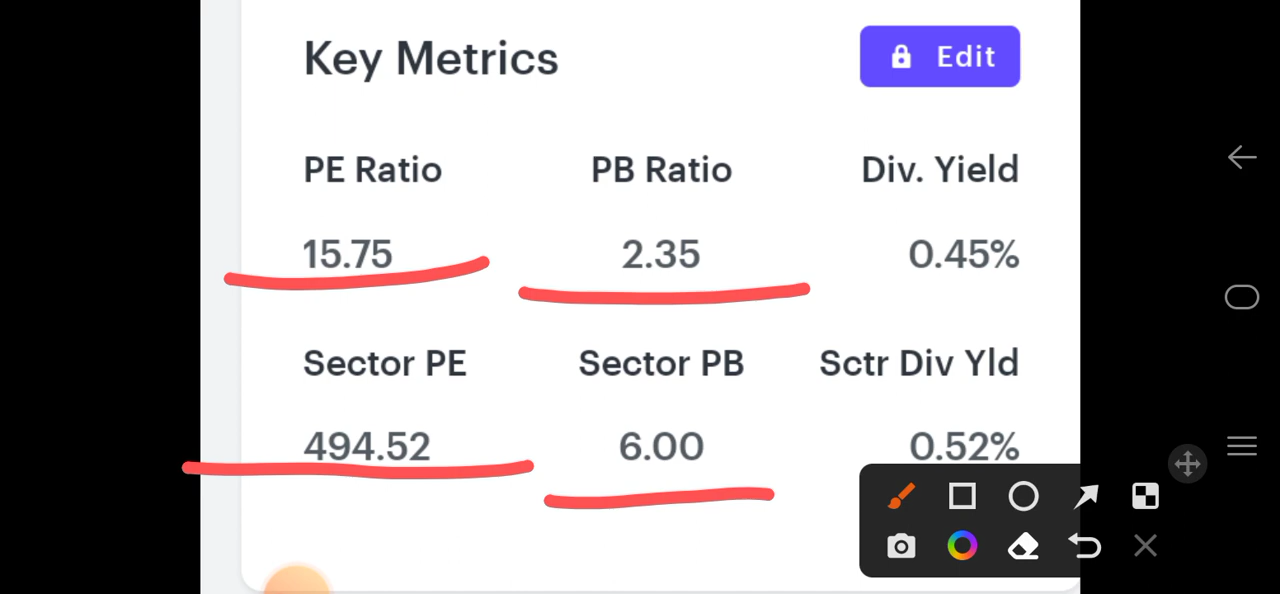 Key Metrics Edit
PE Ratio PB Ratio Div. Yield
15.75 2.35 0.45%
Sector PE Sector PB Sctr Div Yld
494.52 6.00 0.52%